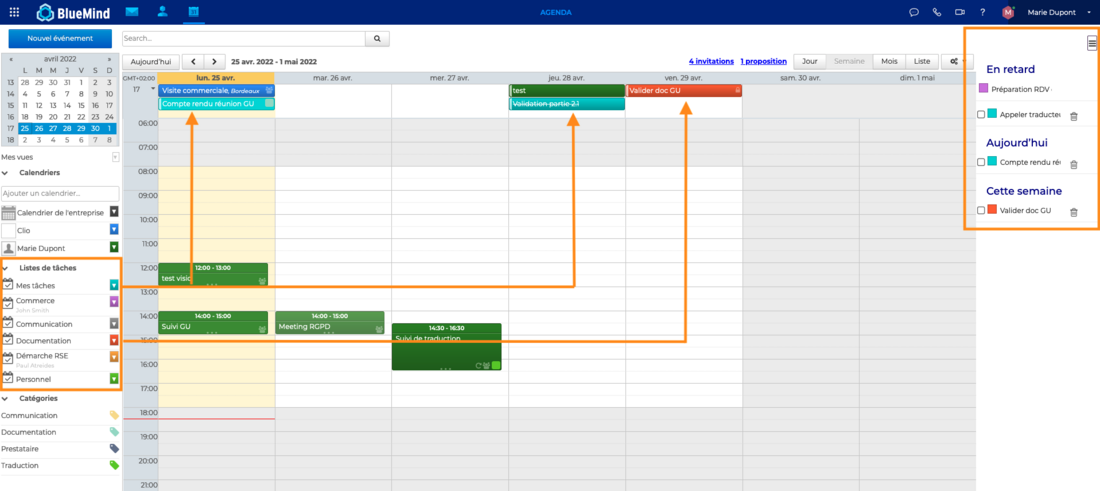 BlueMind
AGENDA
?
Marie Dupont
Nouvel événement
Search...
« avril 2022 »
L M M J V S D
13 28 29 30 31 1 2 3
14 4 5 6 7 8 9 10
15 11 12 13 14 15 16 17
16 18 19 20 21 22 23 24
17 25 26 27 28 29 30 1
18 2 3 4 5 6 7 8
Mes vues
Calendriers
Ajouter un calendrier...
Calendrier de l'entreprise
Clio
Marie Dupont
Listes de tâches
Mes tâches
Commerce
John Smith
Communication
Documentation
Démarche RSE
Paul Atreides
Personnel
Catégories
Communication
Documentation
Prestataire
Traduction
Aujourd'hui
25 avr. 2022 - 1 mai 2022
4 invitations
1 proposition
Jour
Semaine
Mois
Liste
GMT+02:00
lun. 25 avr.
mar. 26 avr.
mer. 27 avr.
jeu. 28 avr.
ven. 29 avr.
sam. 30 avr.
dim. 1 mai
17
Visite commerciale, Bordeaux
Compte rendu réunion GU
test
Validation partie 2.1
Valider doc GU
06:00
07:00
08:00
09:00
10:00
11:00
12:00
13:00
14:00
15:00
16:00
17:00
18:00
19:00
20:00
21:00
12:00 - 13:00
test visio
14:00 - 15:00
Suivi GU
14:00 - 15:00
Meeting RGPD
14:30 - 16:30
Suivi de traduction
En retard
Préparation RDV
Appeler traducteu
Aujourd'hui
Compte rendu ré
Cette semaine
Valider doc GU